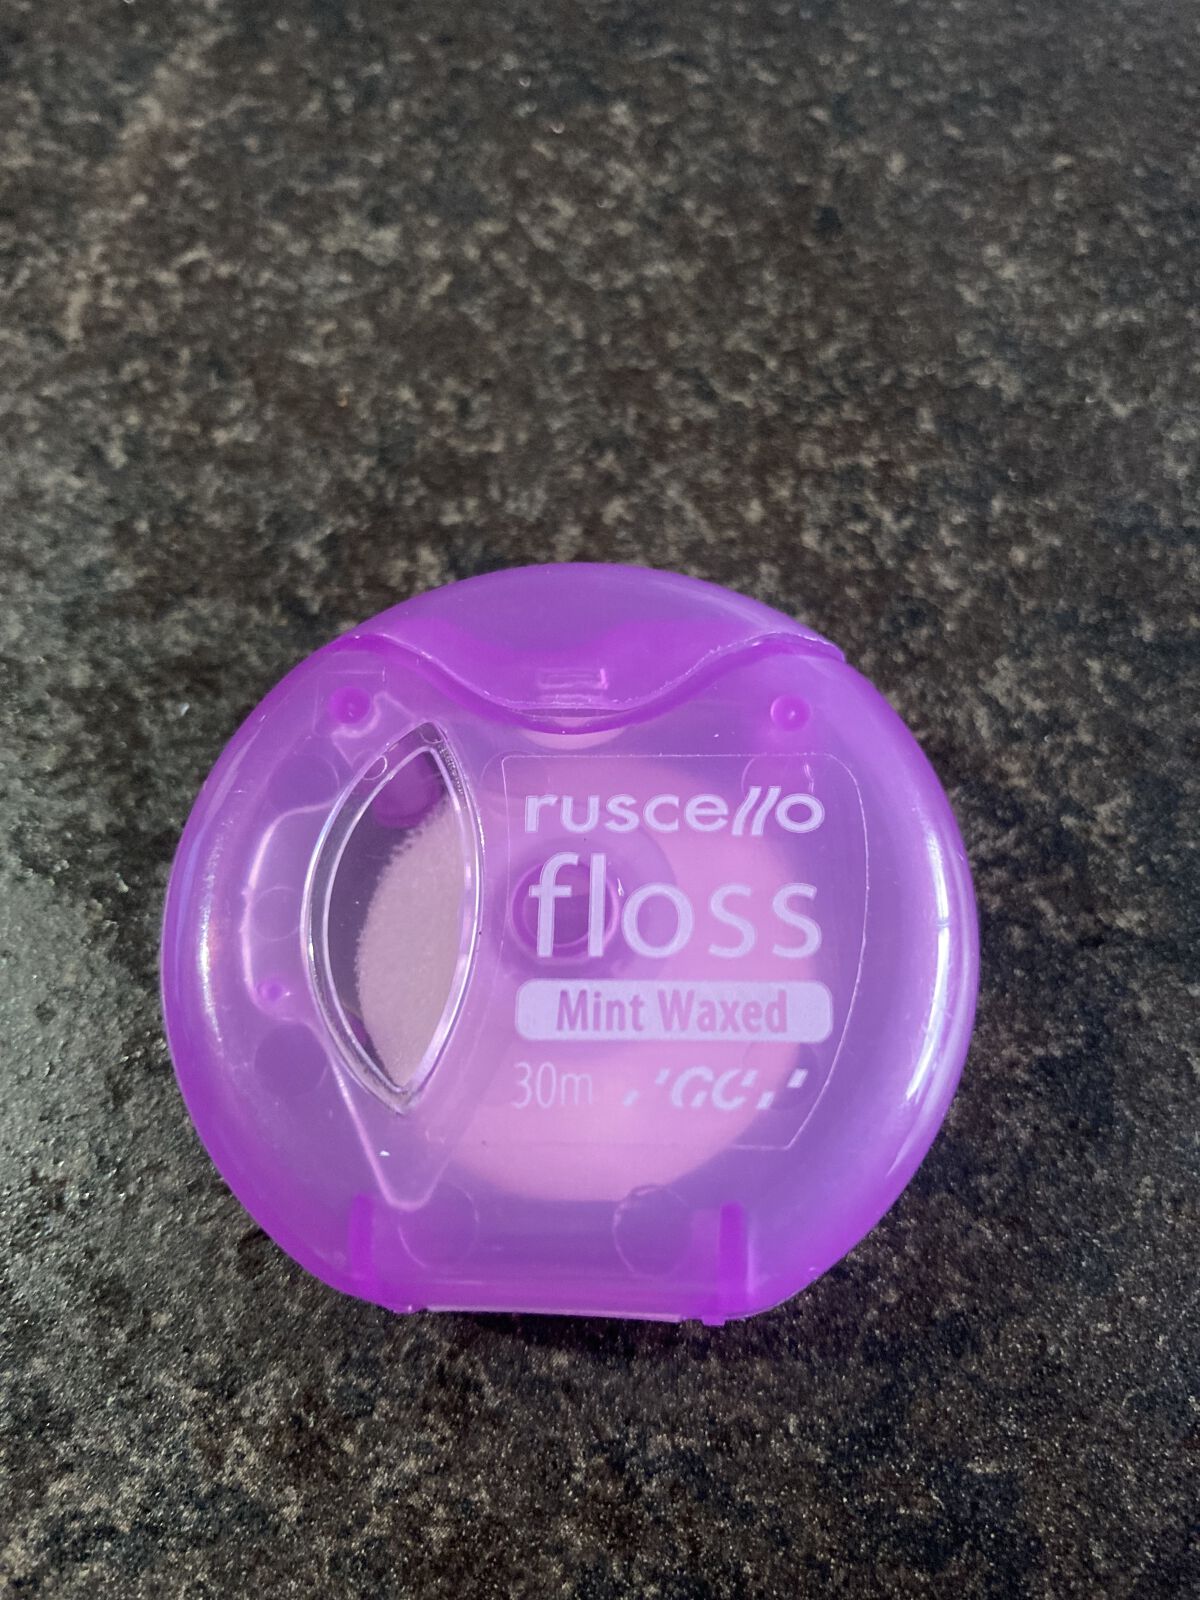 ruscello
floss
Mint Waxed
30m 'GC'